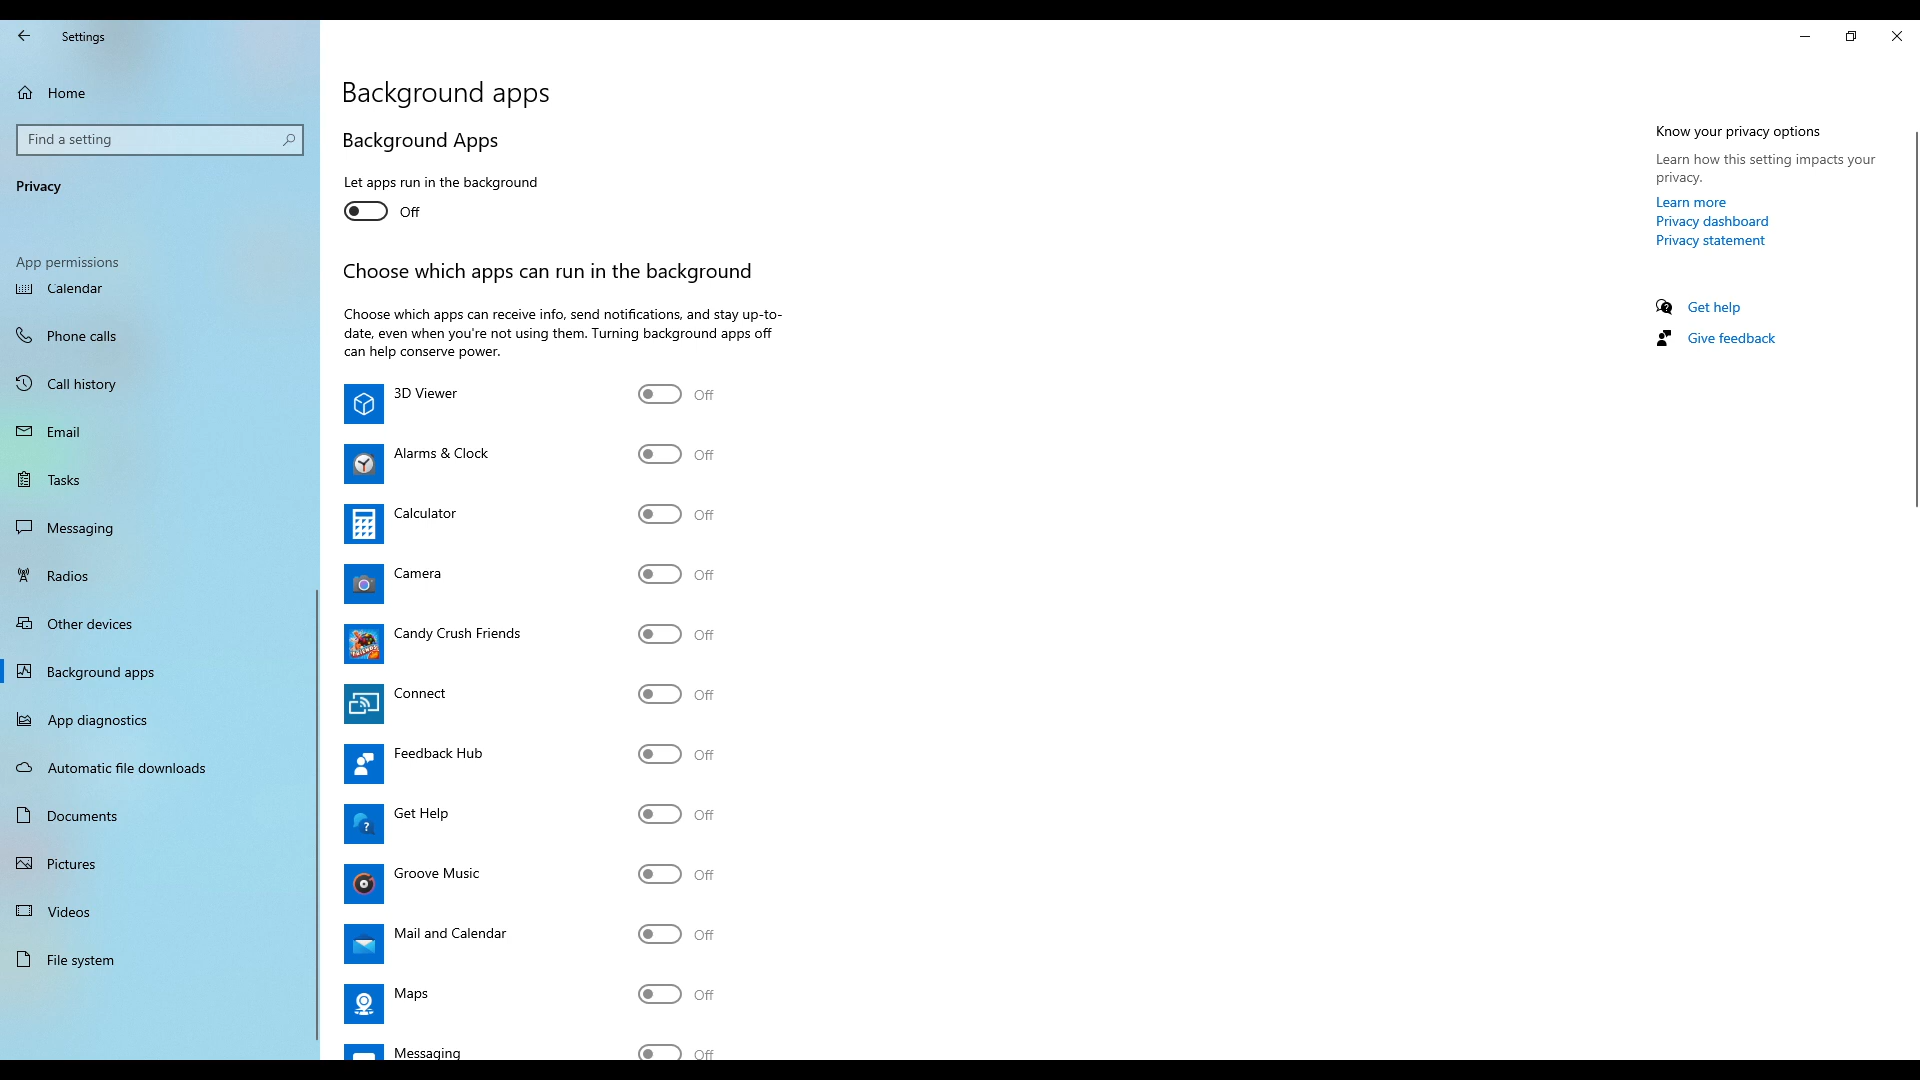 Settings
Home
Find a setting
Privacy
App permissions
Calendar
Phone calls
Call history
Email
Tasks
Messaging
Radios
Other devices
Background apps
App diagnostics
Automatic file downloads
Documents
Pictures
Videos
File system
Background apps
Background Apps
Let apps run in the background
Off
Choose which apps can run in the background
Choose which apps can receive info, send notifications, and stay up-to-
date, even when you're not using them. Turning background apps off
can help conserve power.
3D Viewer Off
Alarms & Clock Off
Calculator Off
Camera Off
Candy Crush Friends Off
Connect Off
Feedback Hub Off
Get Help Off
Groove Music Off
Mail and Calendar Off
Maps Off
Messaging Off
Know your privacy options
Learn how this setting impacts your
privacy.
Learn more
Privacy dashboard
Privacy statement
Get help
Give feedback